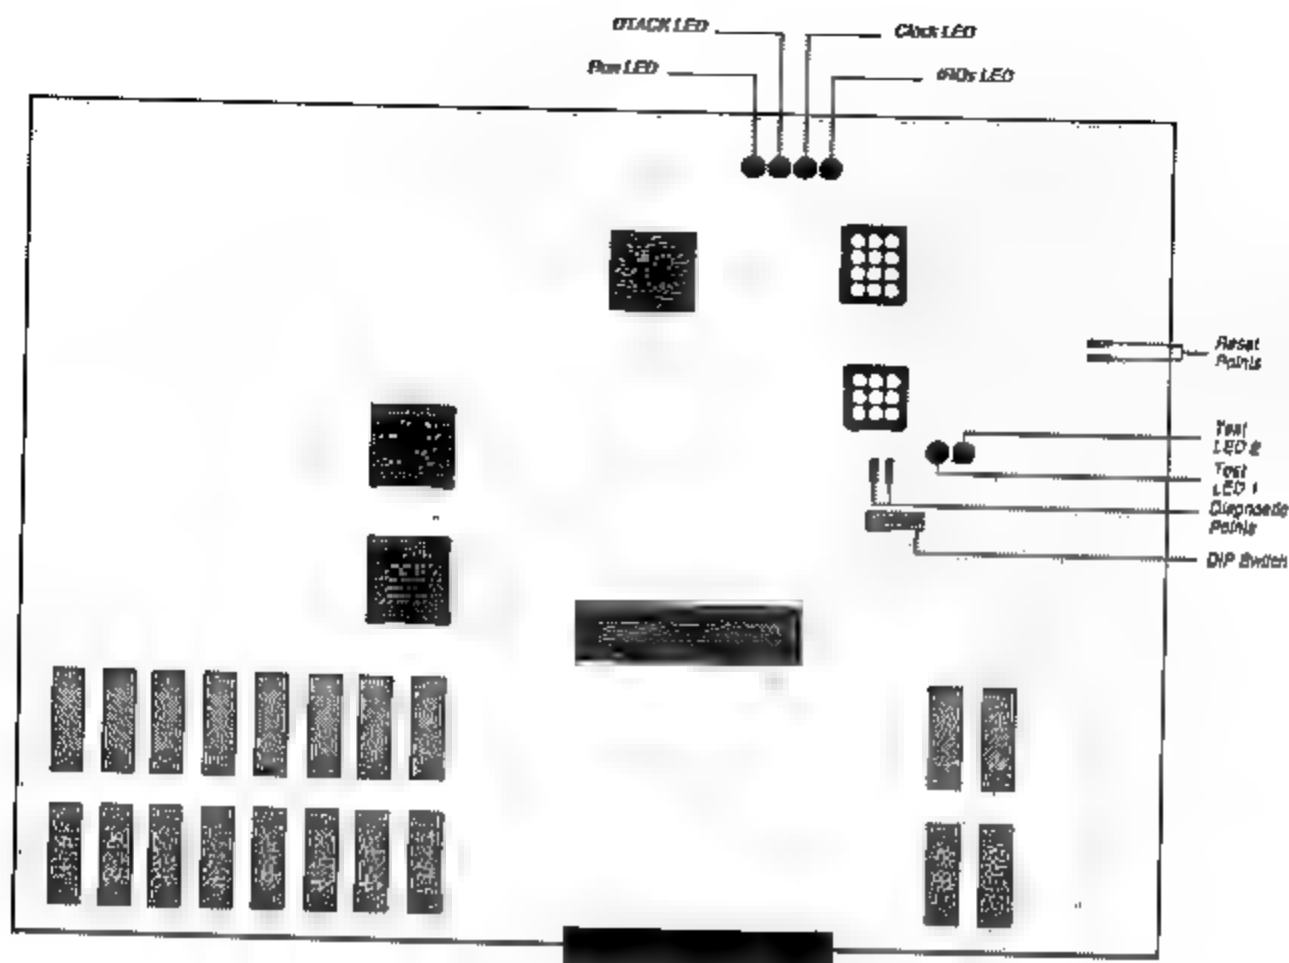 DTACK LED
Clock LED
Run LED
IRQs LED
Reset
Points
Test
LED 2
Test
LED 1
Diagnostic
Points
DIP Switch